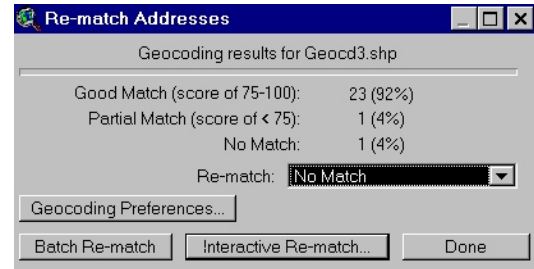 Re-match Addresses
Geocoding results for Geocd3.shp
Good Match (score of 75-100): 23 (92%)
Partial Match (score of < 75): 1 (4%)
No Match: 1 (4%)
Re-match: No Match
Geocoding Preferences...
Batch Re-match Interactive Re-match... Done